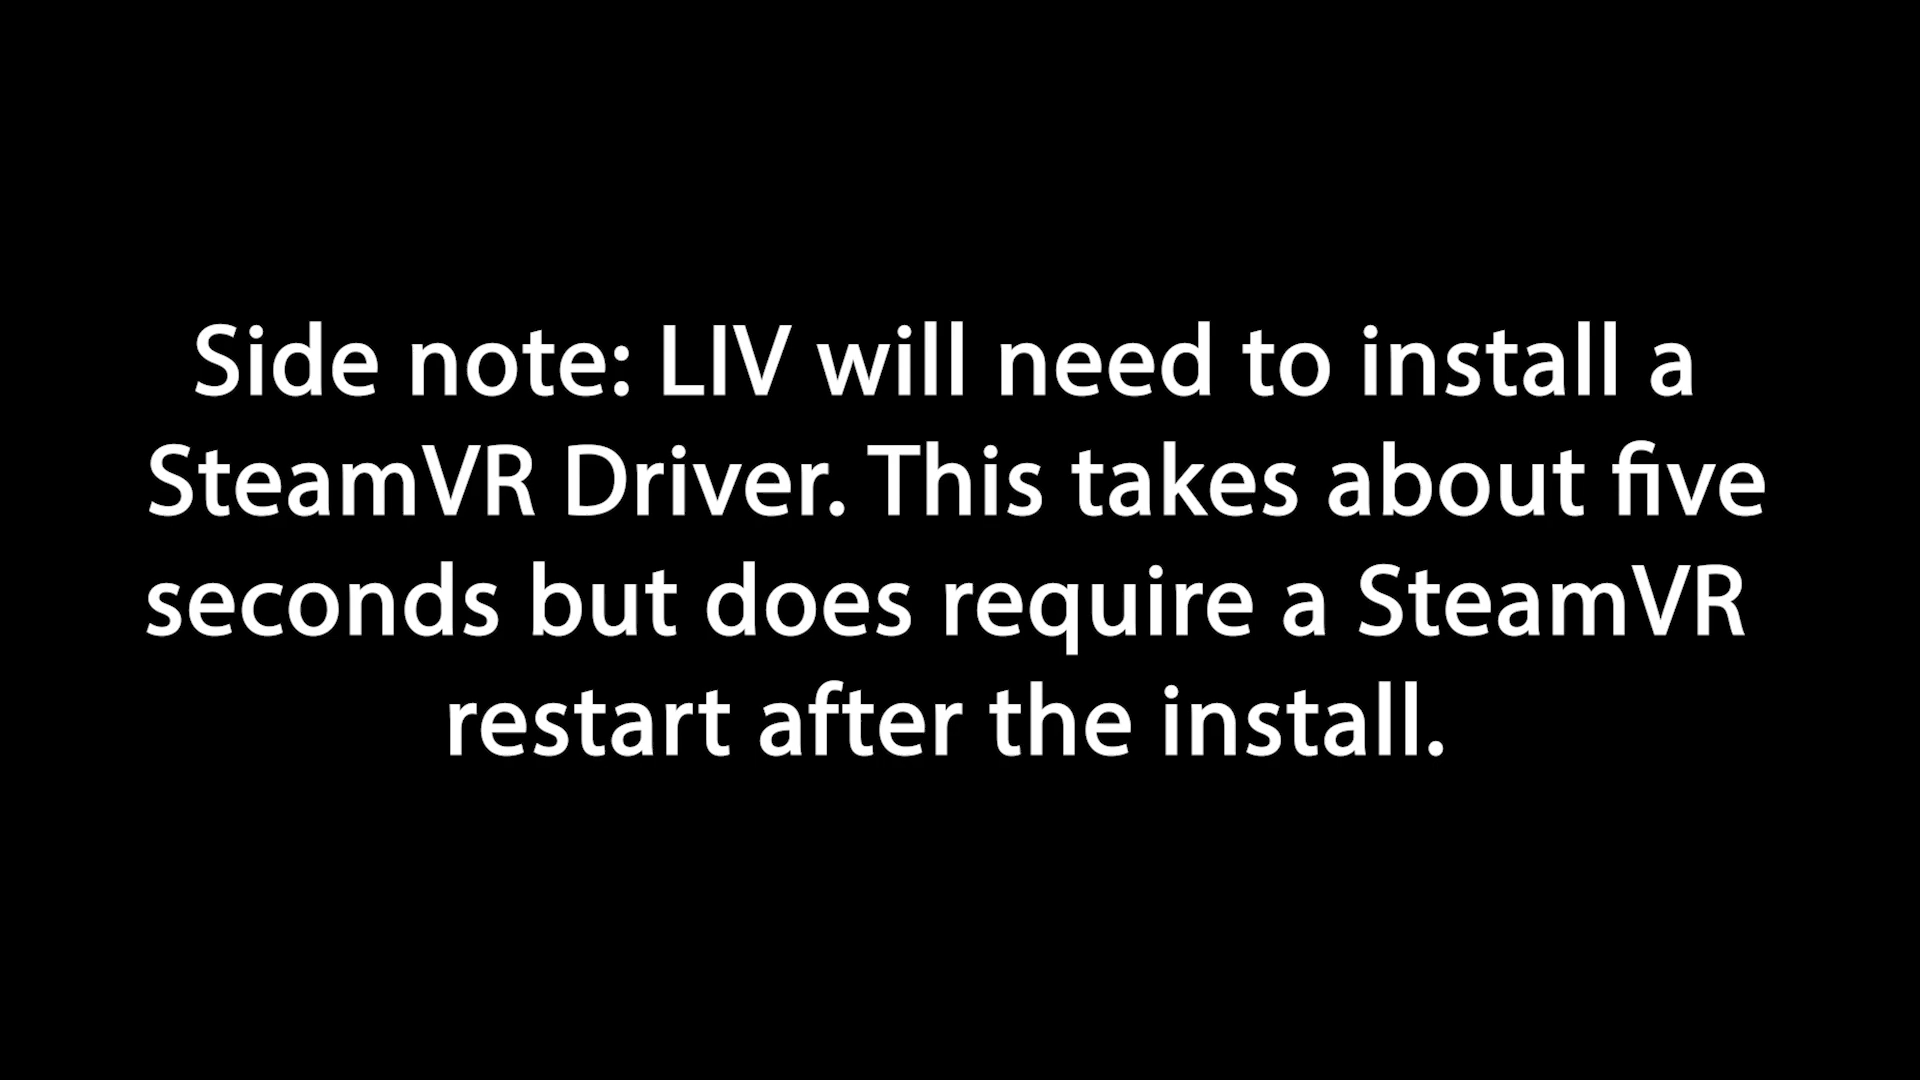 Side note: LIV will need to install a
SteamVR Driver. This takes about five
seconds but does require a SteamVR
restart after the install.